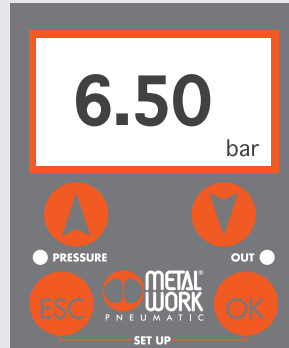 6.50
bar
PRESSURE
OUT
ESC
METAL®
WORK
PNEUMATIC
OK
SET UP